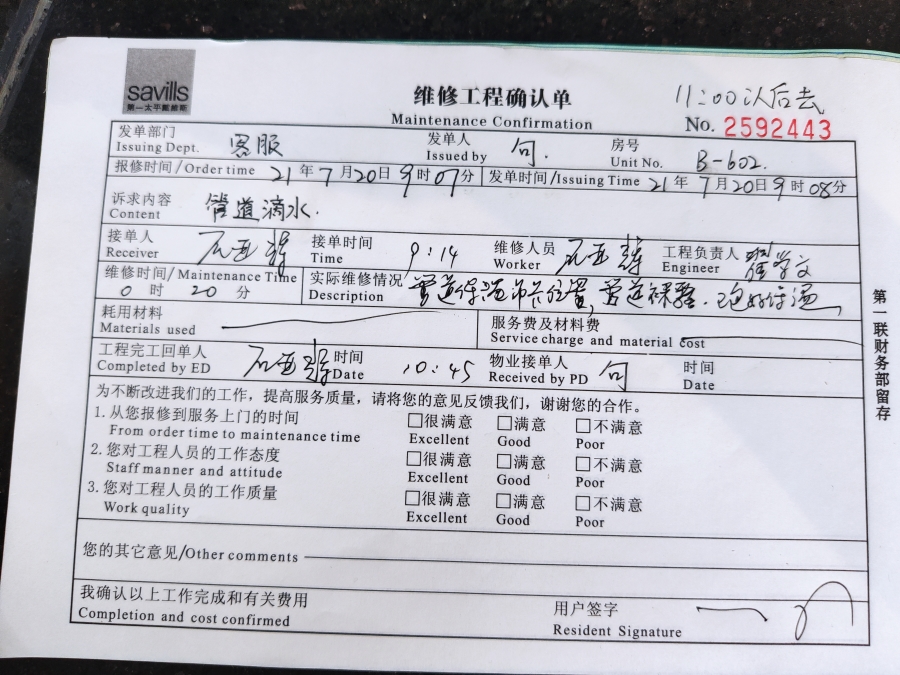 savills
第一太平戴维斯
维修工程确认单
Maintenance Confirmation
11:00以后去
No. 2592443
发单部门 客服 发单人 句. 房号 B-602.
Issuing Dept. Issued by Unit No.
报修时间/Order time 21年7月20日9时07分 发单时间/Issuing Time 21年7月20日9时08分
诉求内容 管道滴水.
Content
接单人 接单时间 9:14 维修人员 工程负责人
Receiver Time Worker Engineer
维修时间/Maintenance Time 实际维修情况 管道保温 位置,管道裸露.
0时20分 Description
耗用材料 服务费及材料费
Materials used Service charge and material cost
工程完工回单人 时间 10:45 物业接单人 句 时间
Completed by ED Date Received by PD Date
为不断改进我们的工作，提高服务质量，请将您的意见反馈我们，谢谢您的合作。
1.从您报修到服务上门的时间 □很满意 □满意 □不满意
From order time to maintenance time Excellent Good Poor
2.您对工程人员的工作态度 □很满意 □满意 □不满意
Staff manner and attitude Excellent Good Poor
3.您对工程人员的工作质量 □很满意 □满意 □不满意
Work quality Excellent Good Poor
您的其它意见/Other comments
我确认以上工作完成和有关费用 用户签字
Completion and cost confirmed Resident Signature
第一联财务部留存